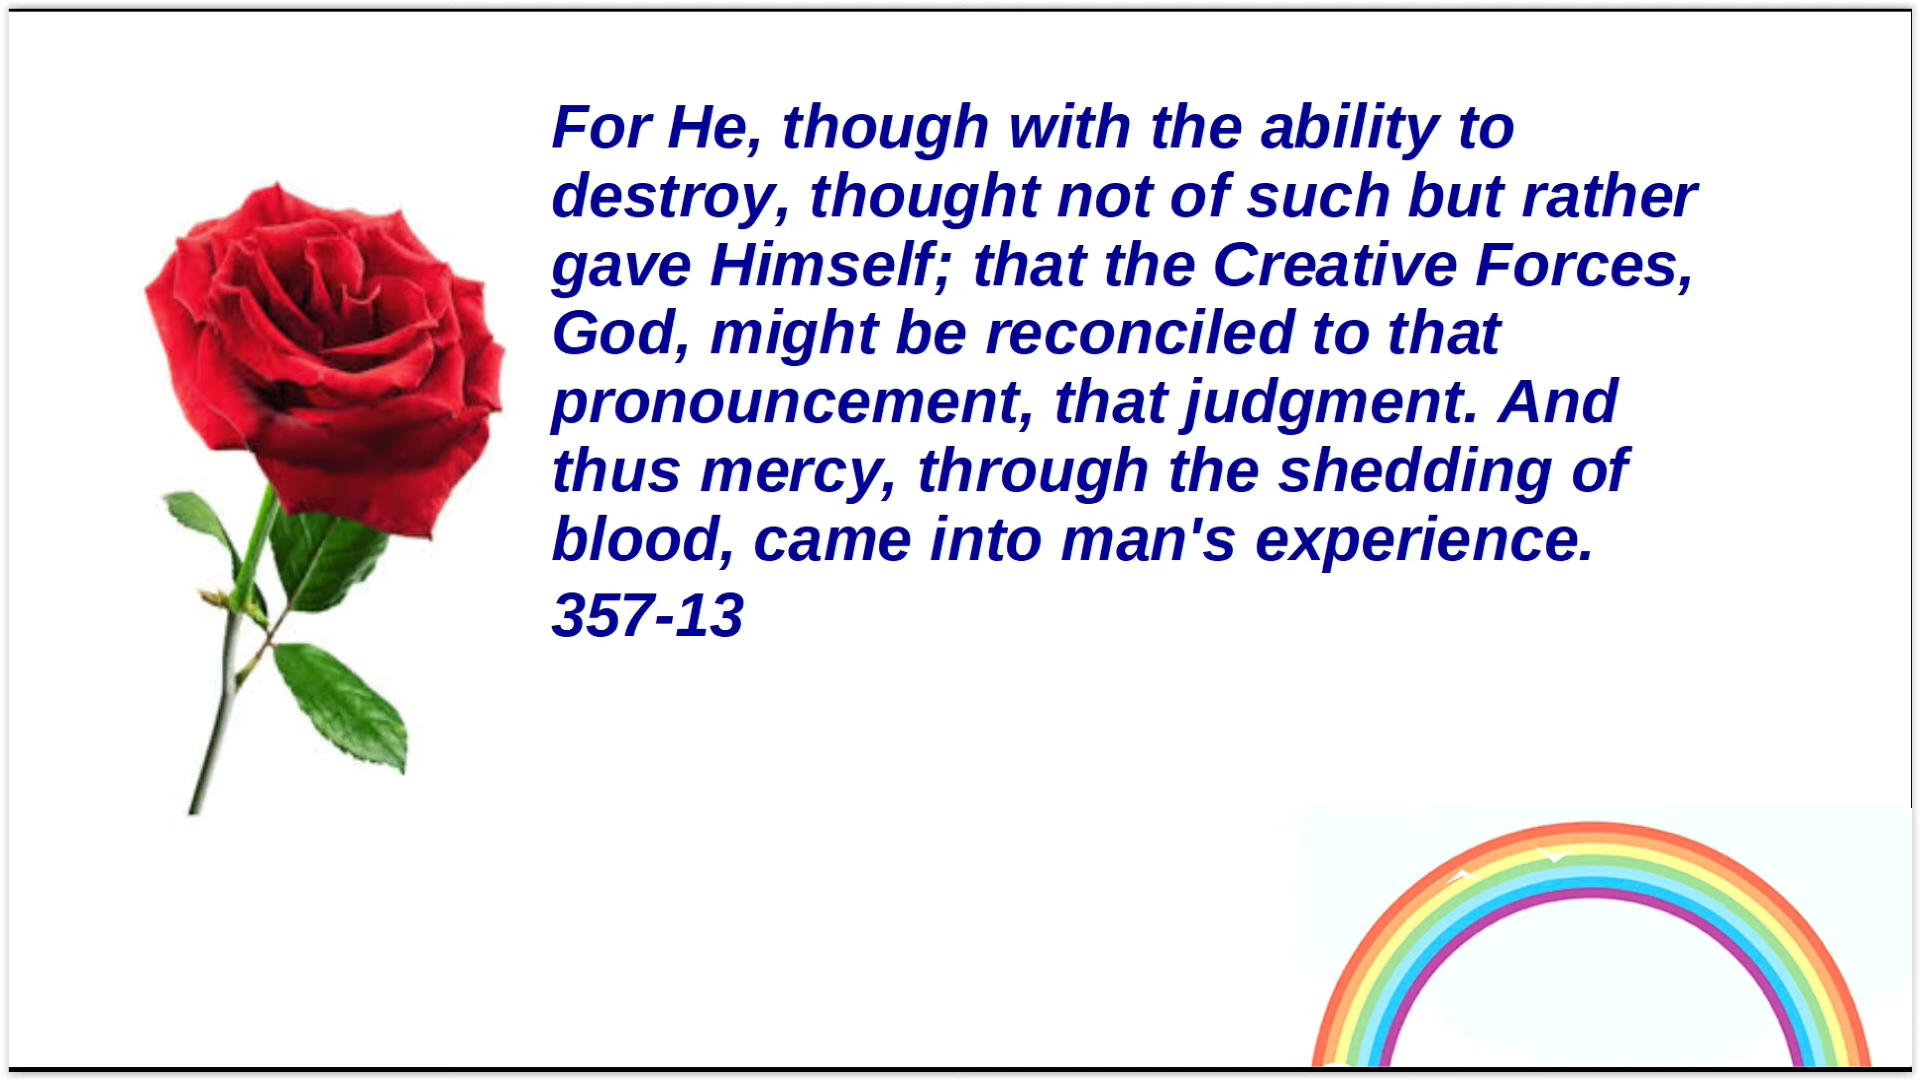 For He, though with the ability to
destroy, thought not of such but rather
gave Himself; that the Creative Forces,
God, might be reconciled to that
pronouncement, that judgment. And
thus mercy, through the shedding of
blood, came into man's experience.
357-13